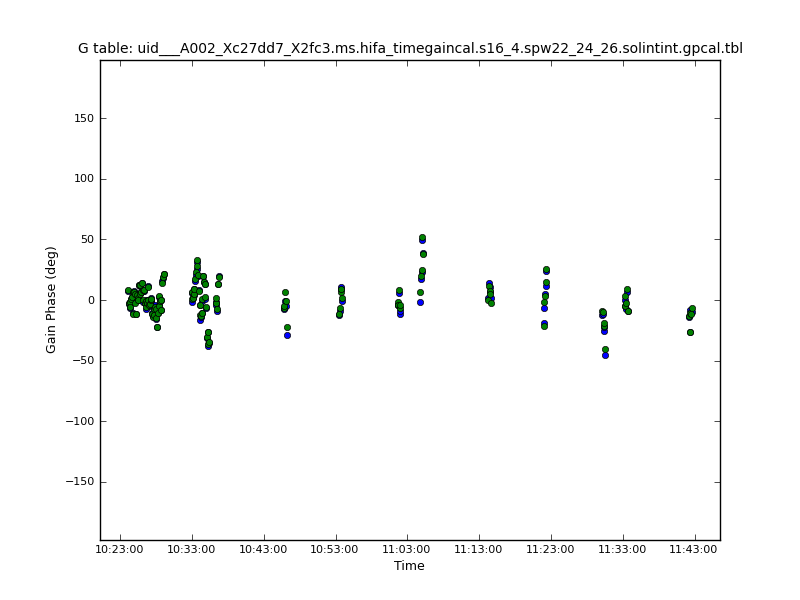 G table: uid___A002_Xc27dd7_X2fc3.ms.hifa_timegaincal.s16_4.spw22_24_26.solintint.gpcal.tbl
150
100
50
0
−50
−100
−150
Gain Phase (deg)
10:23:00 10:33:00 10:43:00 10:53:00 11:03:00 11:13:00 11:23:00 11:33:00 11:43:00
Time